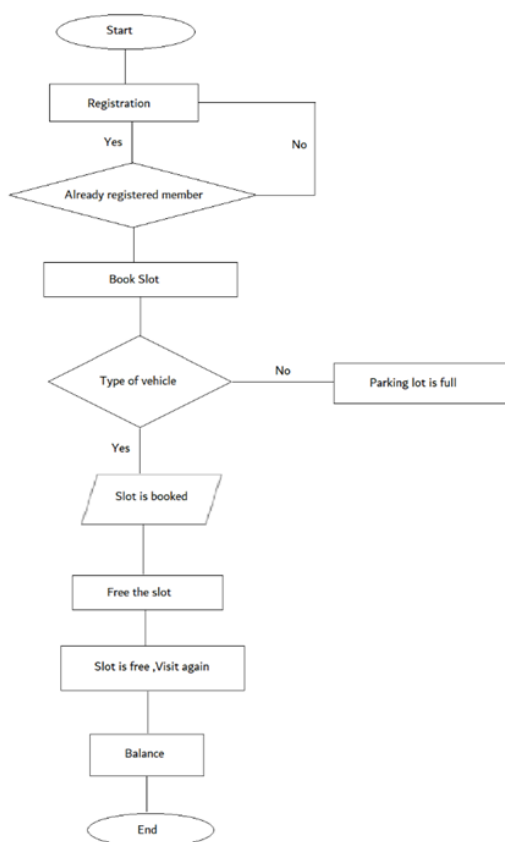 Start
Registration
Yes
No
Already registered member
Book Slot
Type of vehicle
No
Parking lot is full
Yes
Slot is booked
Free the slot
Slot is free ,Visit again
Balance
End